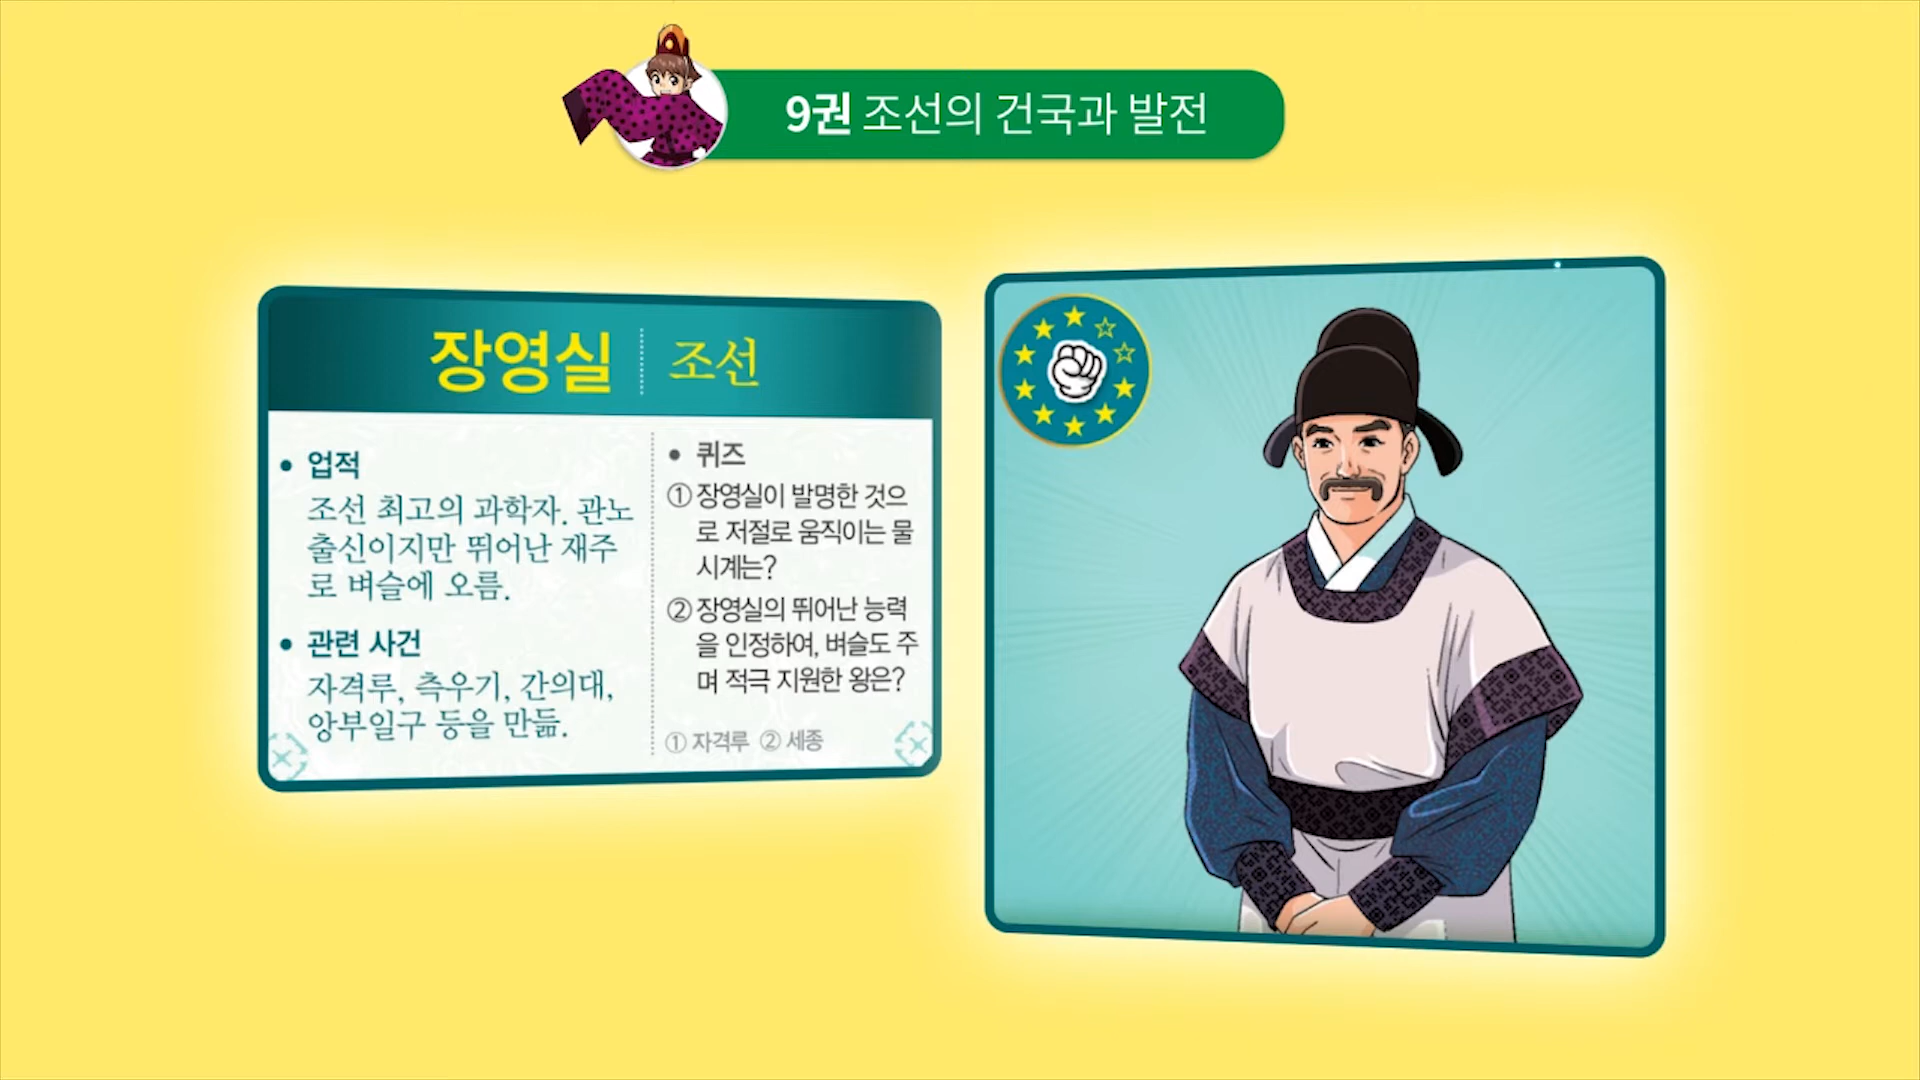 9권 조선의 건국과 발전
장영실 조선
• 업적
조선 최고의 과학자. 관노
출신이지만 뛰어난 재주
로 벼슬에 오름.
• 관련 사건
자격루, 측우기, 간의대,
앙부일구 등을 만듦.
• 퀴즈
① 장영실이 발명한 것으
로 저절로 움직이는 물
시계는?
② 장영실의 뛰어난 능력
을 인정하여, 벼슬도 주
며 적극 지원한 왕은?
① 자격루 ② 세종